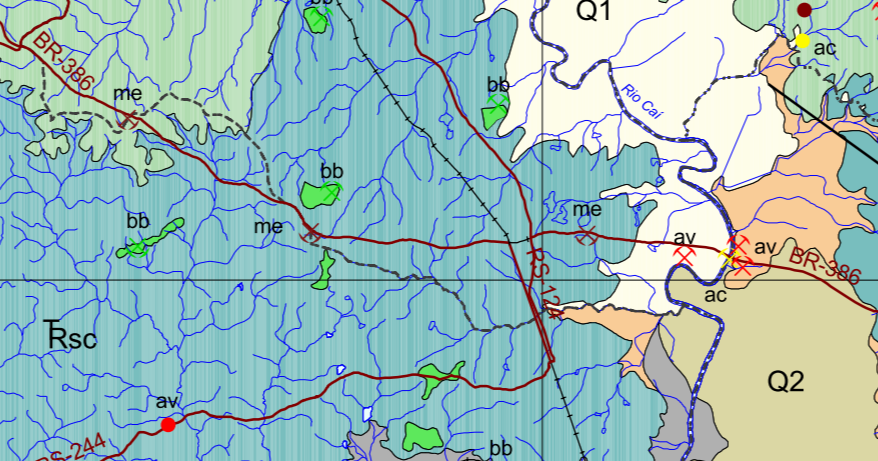 bb
Q1
ac
BR-386
me
bb
Rio Caí
bb
bb
me
me
av
av
BR-386
RS-124
ac
T̅Rsc
Q2
av
RS-244
bb